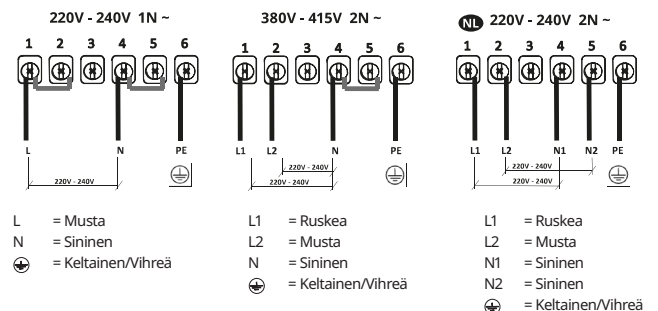 220V - 240V 1N ~
1 2 3 4 5 6
L N PE
220V - 240V
L = Musta
N = Sininen
= Keltainen/Vihreä
380V - 415V 2N ~
1 2 3 4 5 6
L1 L2 N PE
220V - 240V
220V - 240V
L1 = Ruskea
L2 = Musta
N = Sininen
= Keltainen/Vihreä
NL 220V - 240V 2N ~
1 2 3 4 5 6
L1 L2 N1 N2 PE
220V - 240V
220V - 240V
L1 = Ruskea
L2 = Musta
N1 = Sininen
N2 = Sininen
= Keltainen/Vihreä